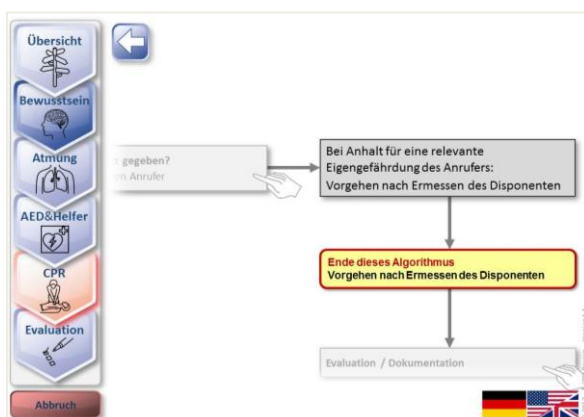 Übersicht
Bewusstsein
Atmung
AED&Helfer
CPR
Evaluation
Abbruch
gegeben?
Anrufer
Bei Anhalt für eine relevante
Eigengefährdung des Anrufers:
Vorgehen nach Ermessen des Disponenten
Ende dieses Algorithmus
Vorgehen nach Ermessen des Disponenten
Evaluation / Dokumentation